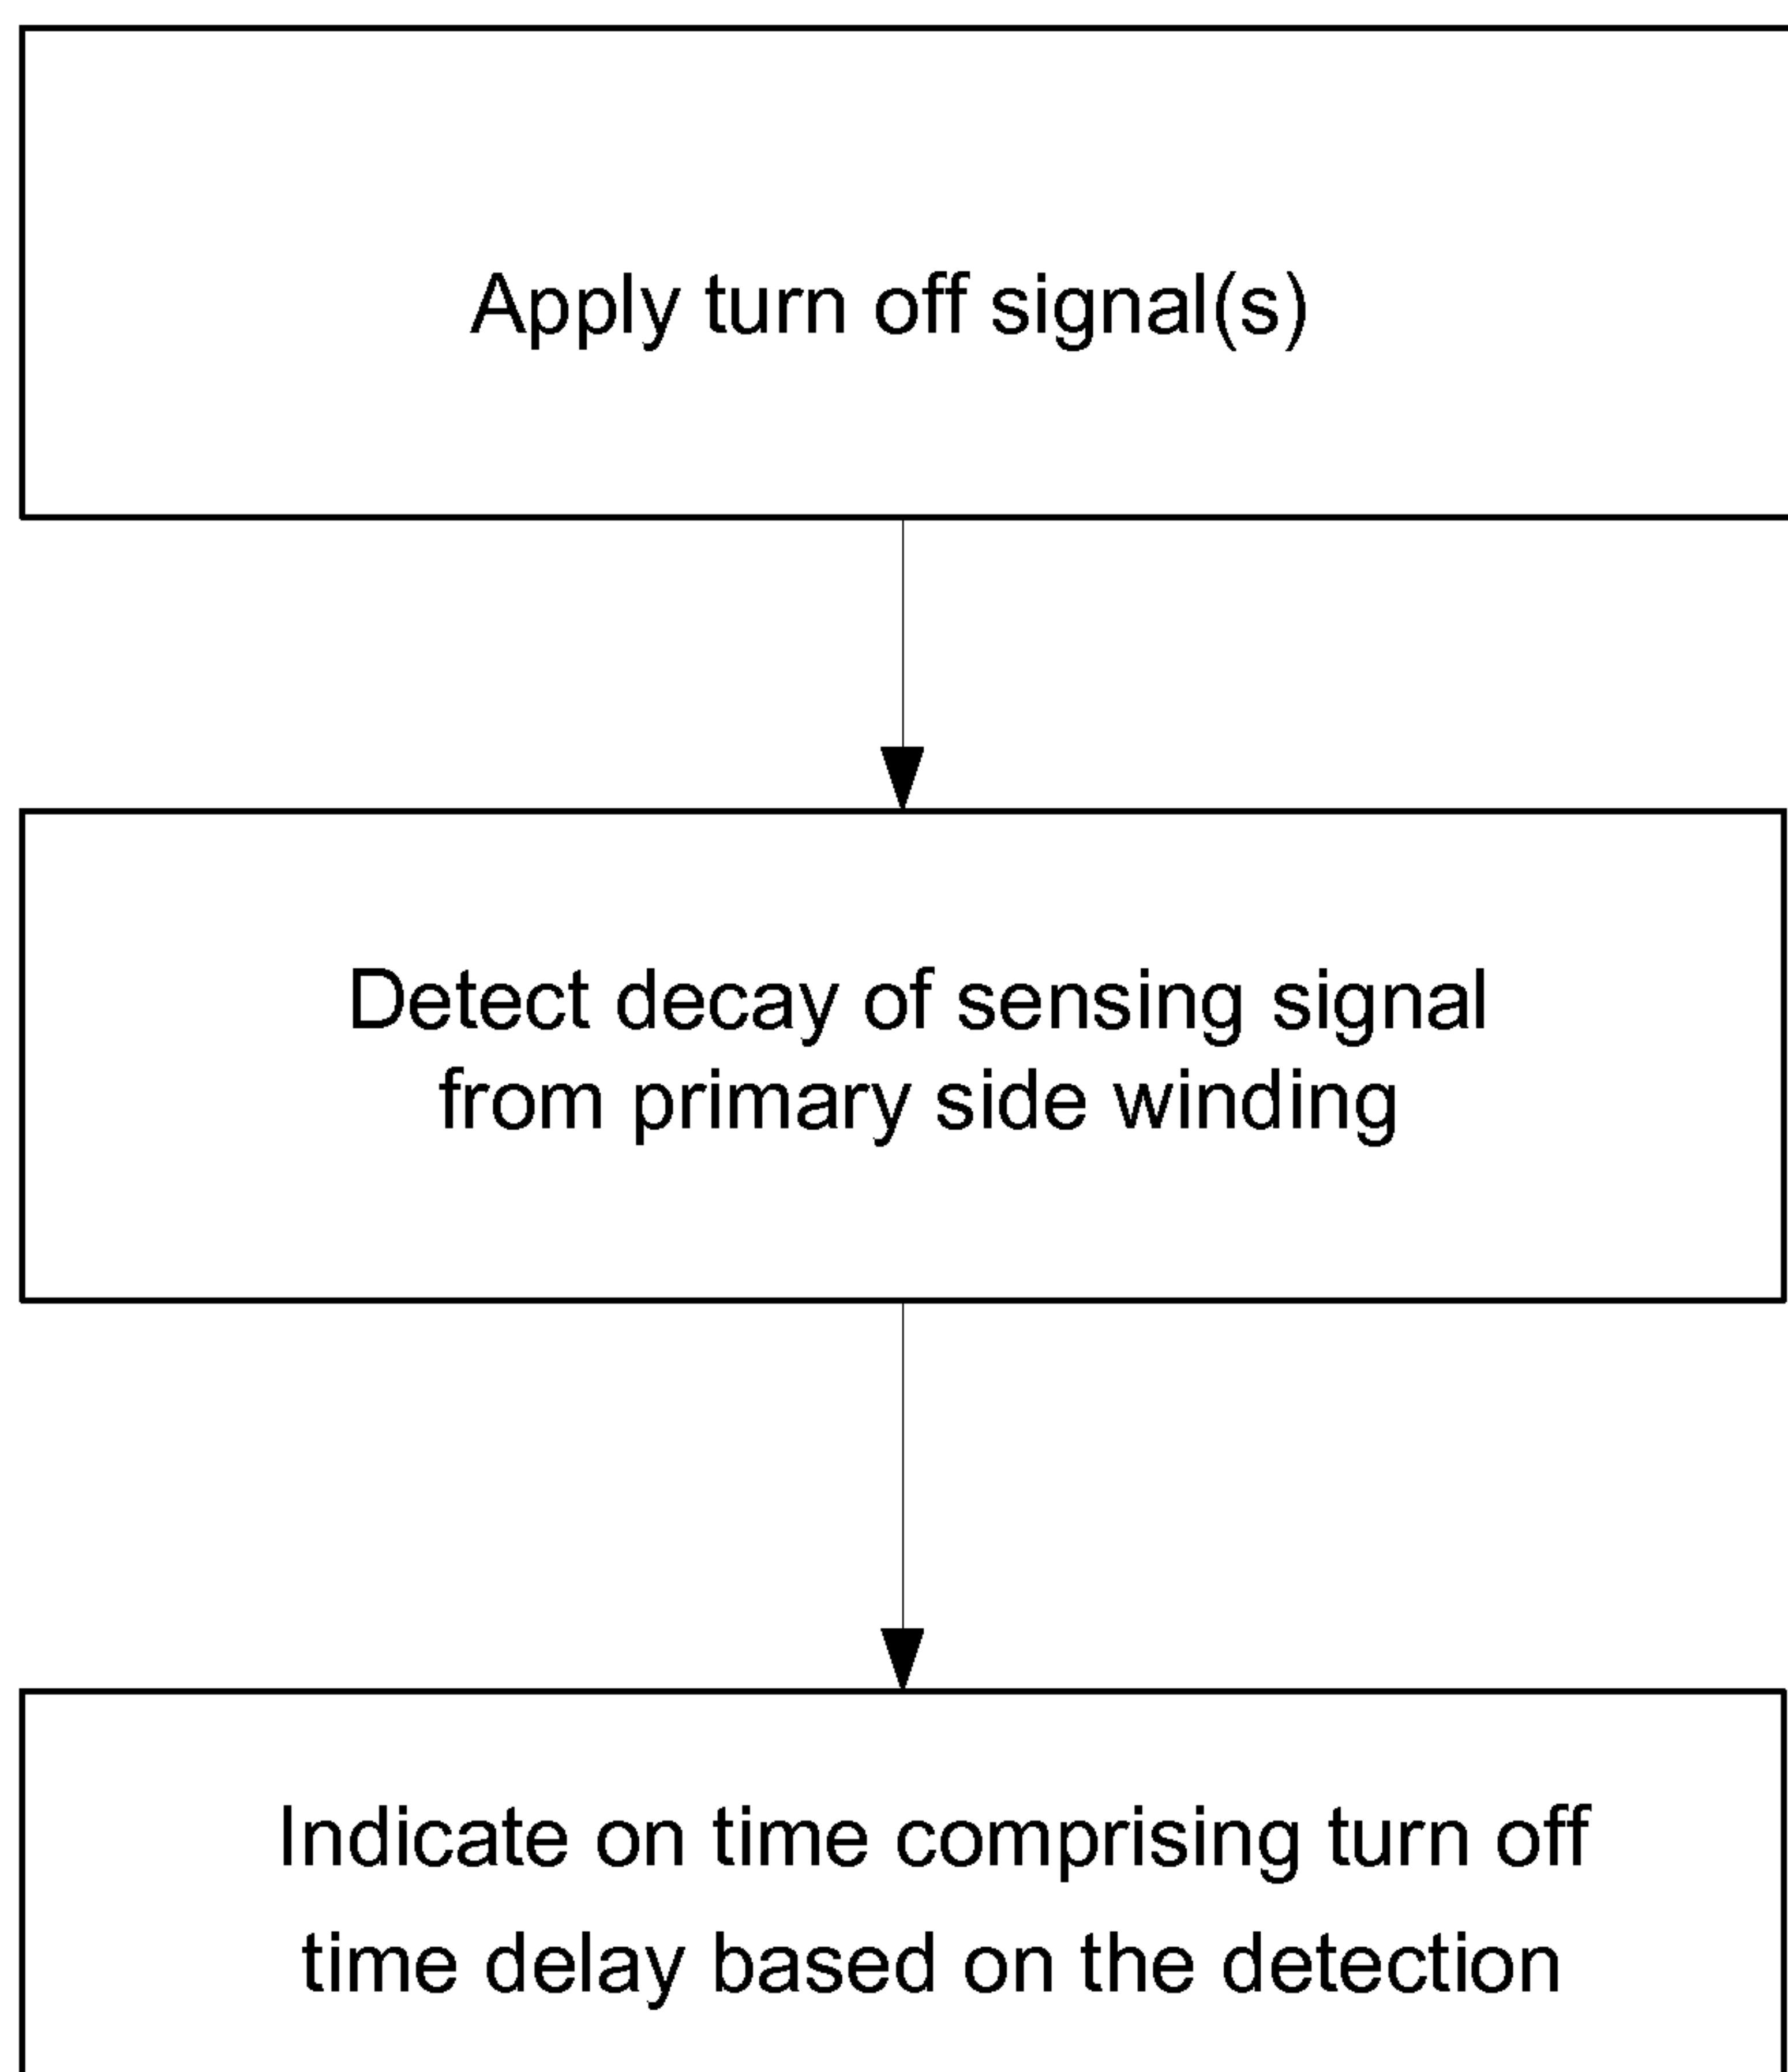 Apply turn off signal(s)
Detect decay of sensing signal
from primary side winding
Indicate on time comprising turn off
time delay based on the detection